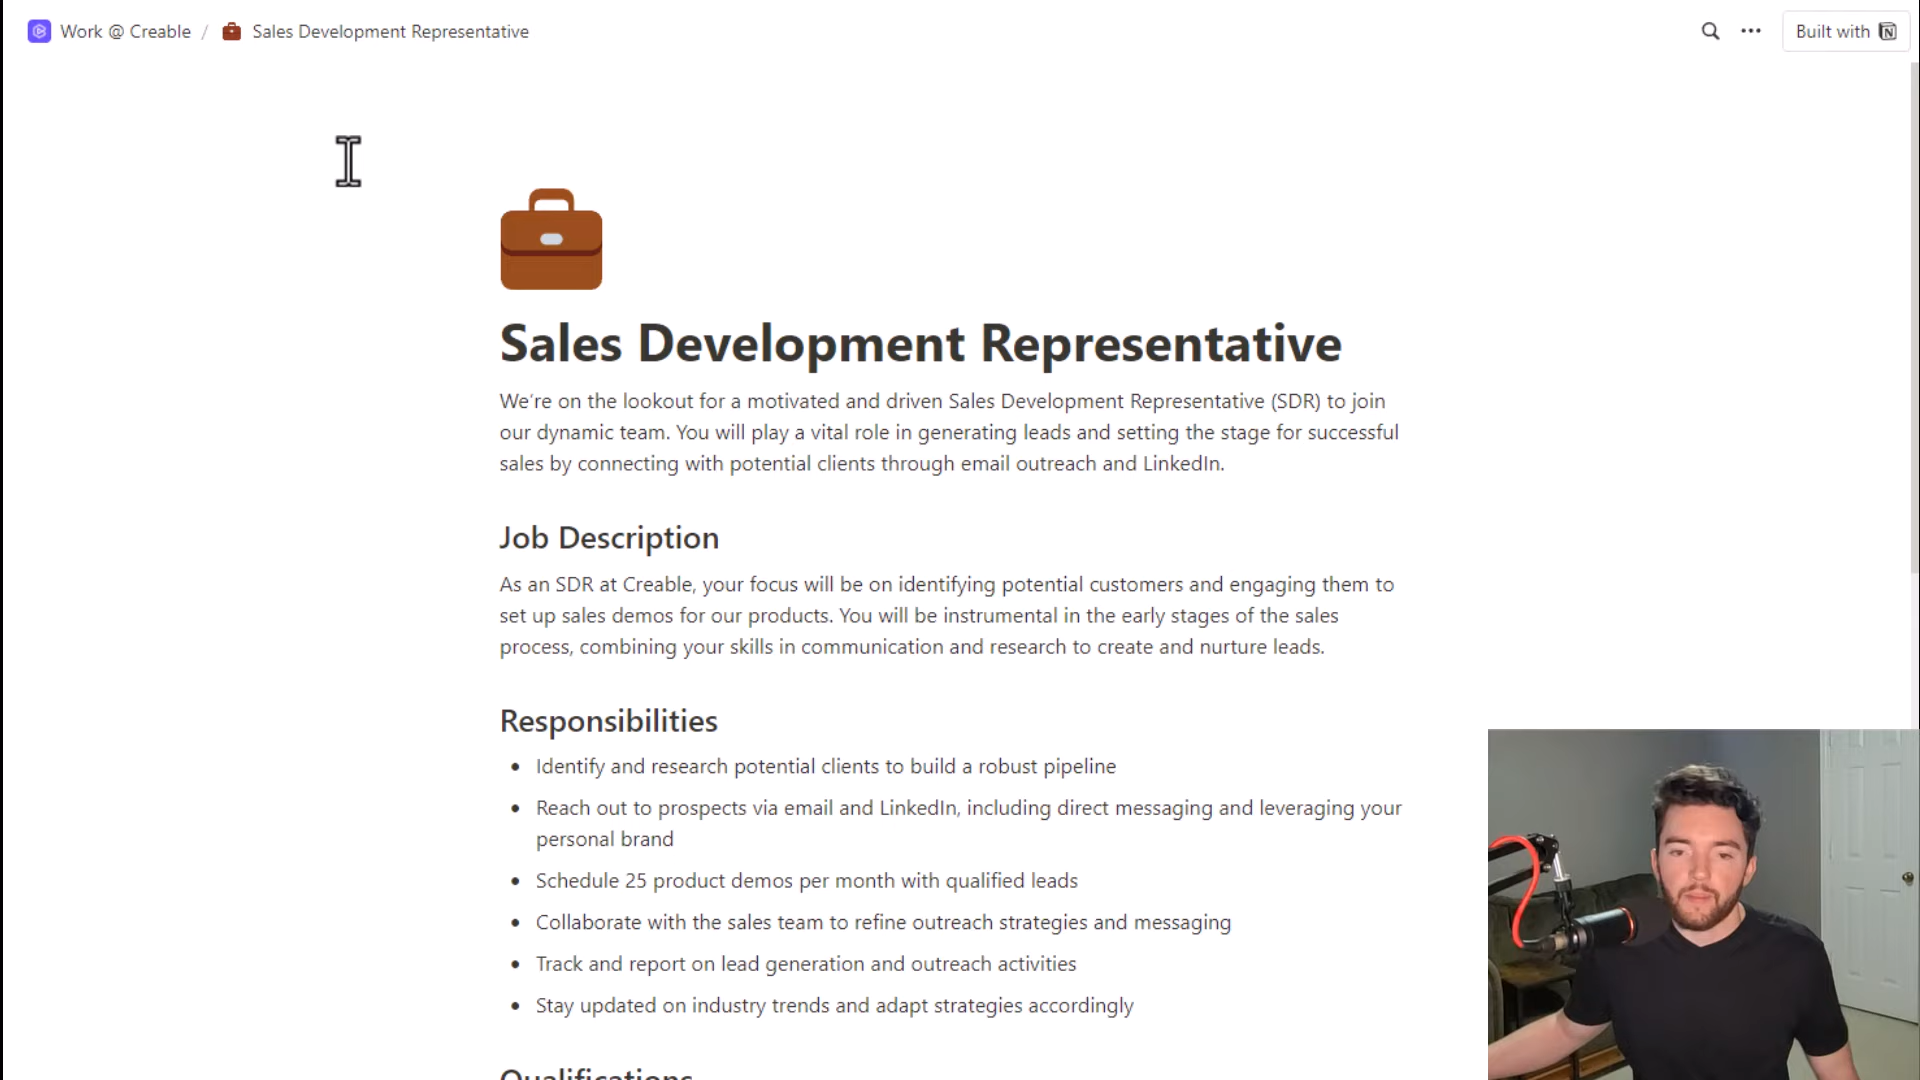 Work @ Creable / Sales Development Representative
Built with
Sales Development Representative
We’re on the lookout for a motivated and driven Sales Development Representative (SDR) to join
our dynamic team. You will play a vital role in generating leads and setting the stage for successful
sales by connecting with potential clients through email outreach and LinkedIn.
Job Description
As an SDR at Creable, your focus will be on identifying potential customers and engaging them to
set up sales demos for our products. You will be instrumental in the early stages of the sales
process, combining your skills in communication and research to create and nurture leads.
Responsibilities
• Identify and research potential clients to build a robust pipeline
• Reach out to prospects via email and LinkedIn, including direct messaging and leveraging your
personal brand
• Schedule 25 product demos per month with qualified leads
• Collaborate with the sales team to refine outreach strategies and messaging
• Track and report on lead generation and outreach activities
• Stay updated on industry trends and adapt strategies accordingly
Qualifications